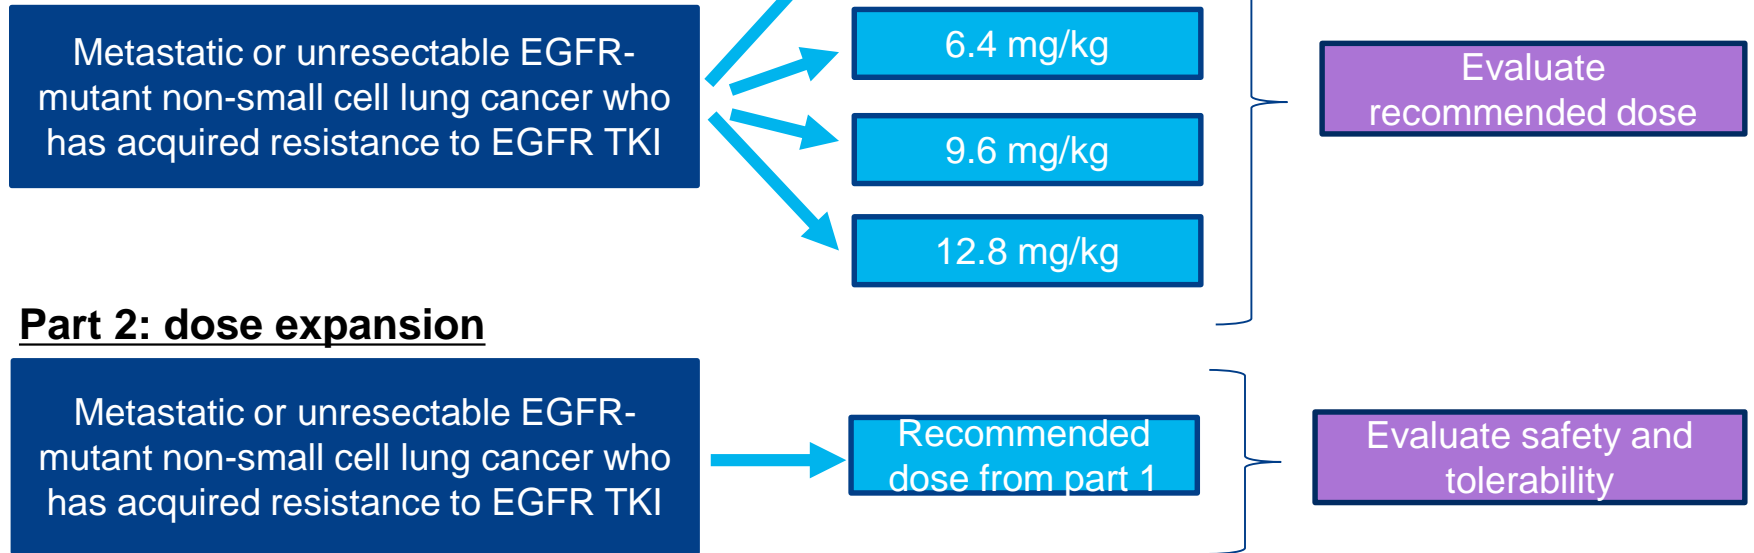 Metastatic or unresectable EGFR-
mutant non-small cell lung cancer who
has acquired resistance to EGFR TKI
6.4 mg/kg
9.6 mg/kg
12.8 mg/kg
Evaluate
recommended dose
Part 2: dose expansion
Metastatic or unresectable EGFR-
mutant non-small cell lung cancer who
has acquired resistance to EGFR TKI
Recommended
dose from part 1
Evaluate safety and
tolerability